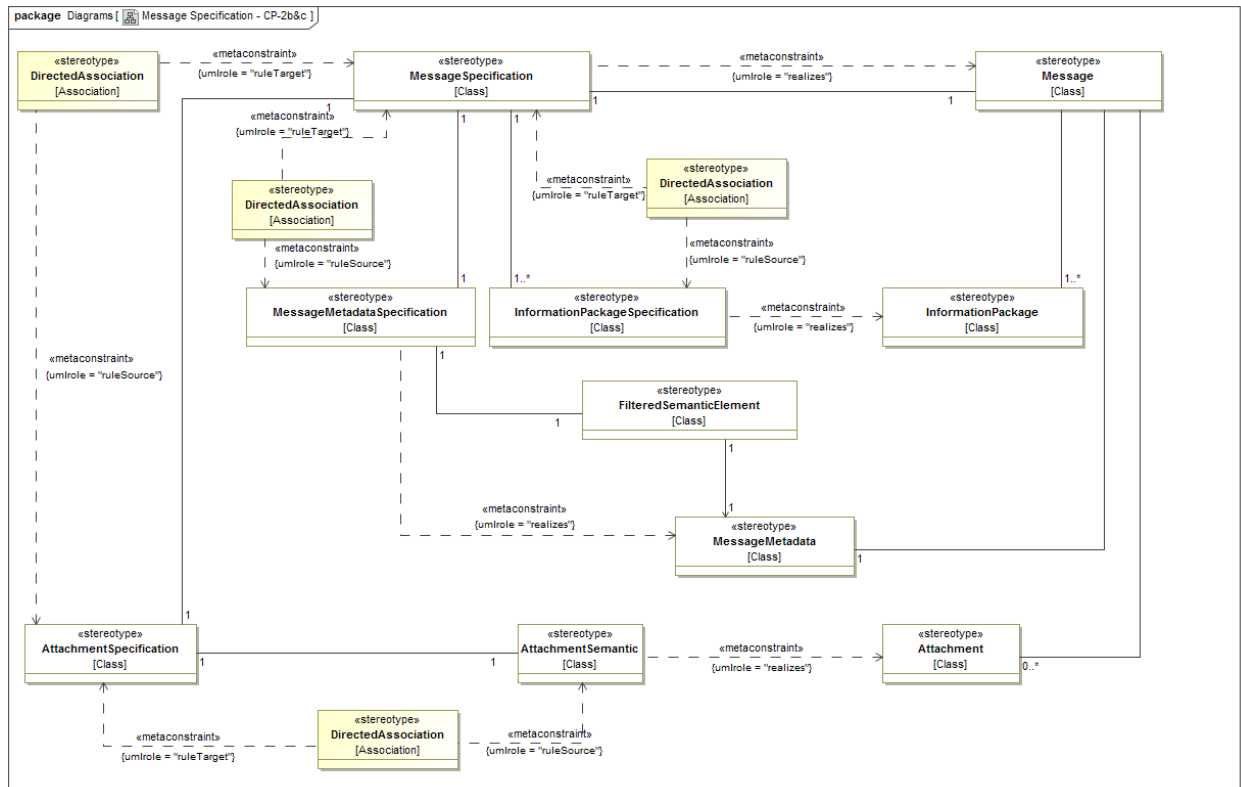 package Diagrams [ Message Specification - CP-2b&c ]
«stereotype»
DirectedAssociation
[Association]
«metaconstraint»
{umlrole = "ruleTarget"}
«stereotype»
MessageSpecification
[Class]
«metaconstraint»
{umlrole = "realizes"}
«stereotype»
Message
[Class]
1
1
1
1
1
«metaconstraint»
{umlrole = "ruleTarget"}
«stereotype»
DirectedAssociation
[Association]
«metaconstraint»
{umlrole = "ruleTarget"}
«stereotype»
DirectedAssociation
[Association]
«metaconstraint»
{umlrole = "ruleSource"}
«metaconstraint»
{umlrole = "ruleSource"}
1
1..*
1..*
«stereotype»
MessageMetadataSpecification
[Class]
«stereotype»
InformationPackageSpecification
[Class]
«metaconstraint»
{umlrole = "realizes"}
«stereotype»
InformationPackage
[Class]
«metaconstraint»
{umlrole = "ruleSource"}
1
«stereotype»
FilteredSemanticElement
[Class]
1
1
«metaconstraint»
{umlrole = "realizes"}
1
«stereotype»
MessageMetadata
[Class]
1
1
«stereotype»
AttachmentSpecification
[Class]
1
1
«stereotype»
AttachmentSemantic
[Class]
«metaconstraint»
{umlrole = "realizes"}
«stereotype»
Attachment
[Class]
0..*
«metaconstraint»
{umlrole = "ruleTarget"}
«stereotype»
DirectedAssociation
[Association]
«metaconstraint»
{umlrole = "ruleSource"}